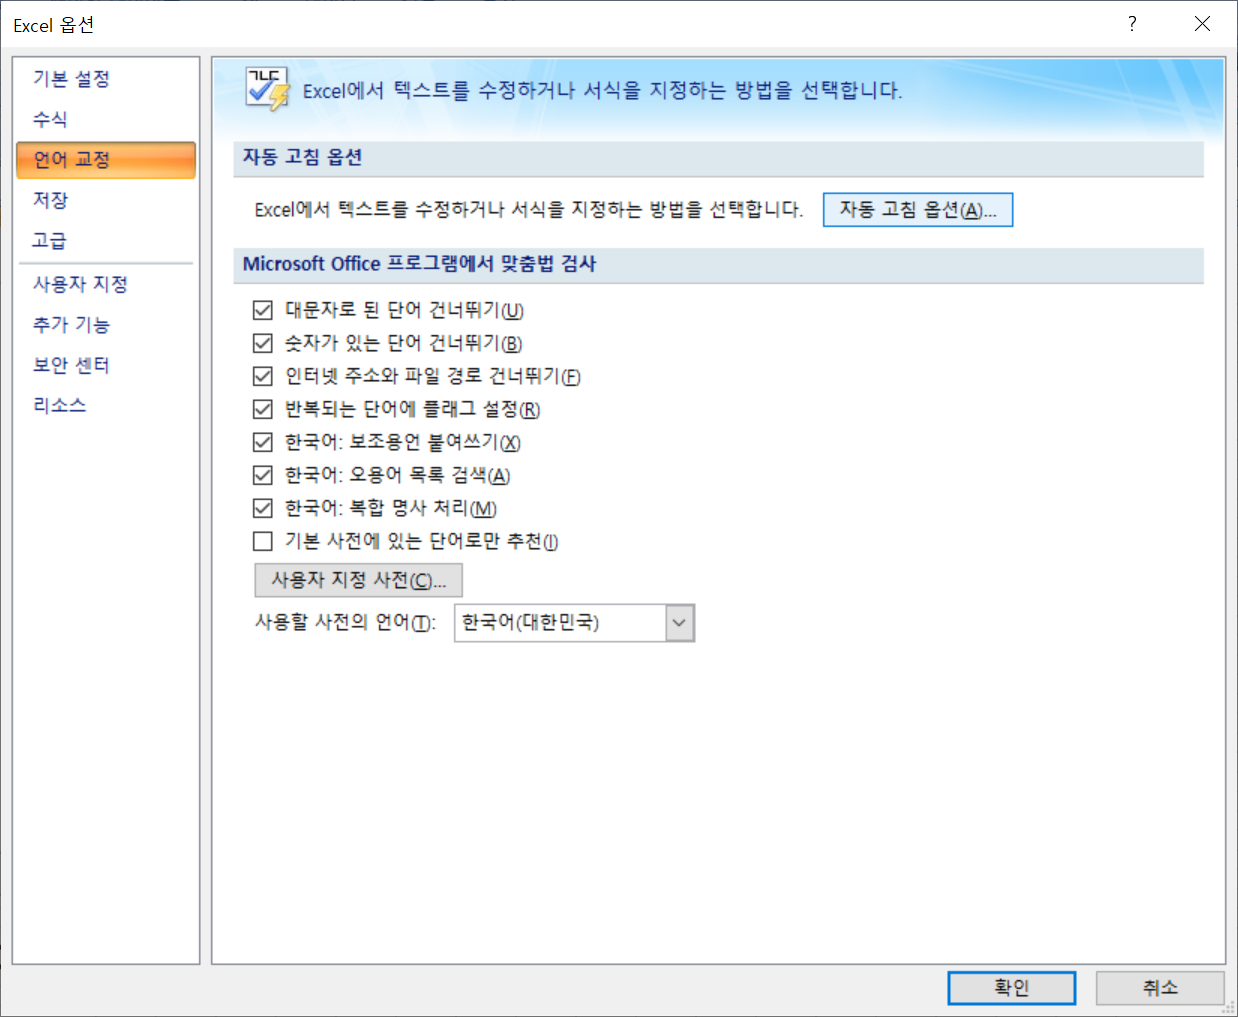 Excel 옵션
?
기본 설정
수식
언어 교정
저장
고급
사용자 지정
추가 기능
보안 센터
리소스
ㄱㄴㄷ
Excel에서 텍스트를 수정하거나 서식을 지정하는 방법을 선택합니다.
자동 고침 옵션
Excel에서 텍스트를 수정하거나 서식을 지정하는 방법을 선택합니다. 자동 고침 옵션(A)...
Microsoft Office 프로그램에서 맞춤법 검사
대문자로 된 단어 건너뛰기(U)
숫자가 있는 단어 건너뛰기(B)
인터넷 주소와 파일 경로 건너뛰기(F)
반복되는 단어에 플래그 설정(R)
한국어: 보조용언 붙여쓰기(X)
한국어: 오용어 목록 검색(A)
한국어: 복합 명사 처리(M)
기본 사전에 있는 단어로만 추천(I)
사용자 지정 사전(C)...
사용할 사전의 언어(T): 한국어(대한민국)
확인 취소